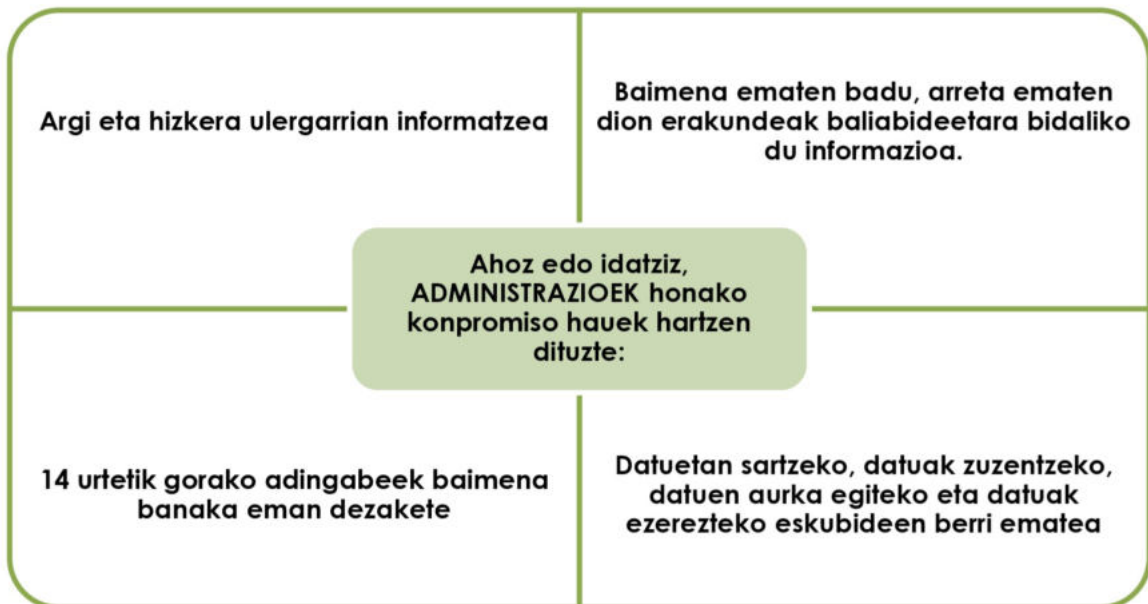 Argi eta hizkera ulergarrian informatzea
Baimena ematen badu, arreta ematen
dion erakundeak baliabideetara bidaliko
du informazioa.
Ahoz edo idatziz,
ADMINISTRAZIOEK honako
konpromiso hauek hartzen
dituzte:
14 urtetik gorako adingabeek baimena
banaka eman dezakete
Datuetan sartzeko, datuak zuzentzeko,
datuen aurka egiteko eta datuak
ezerezteko eskubideen berri ematea